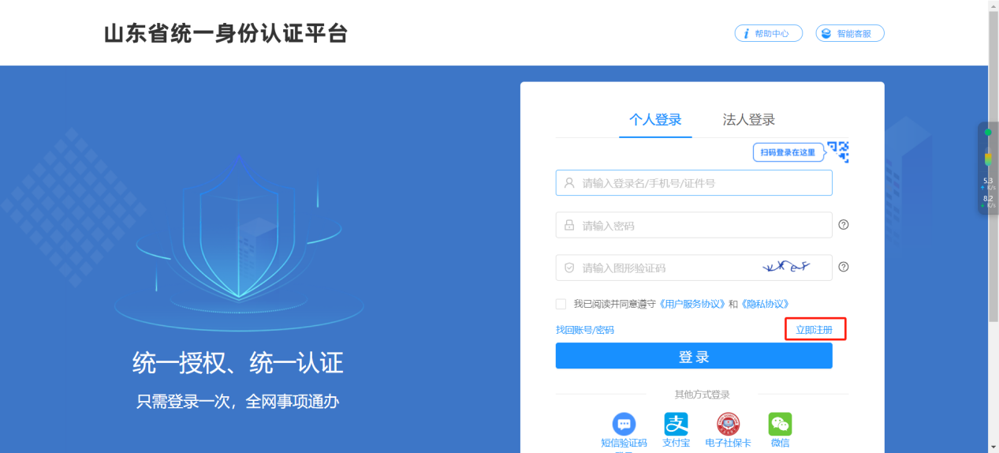 山东省统一身份认证平台
帮助中心
智能客服
个人登录 法人登录
扫码登录在这里
请输入登录名/手机号/证件号
请输入密码
请输入图形验证码
我已阅读并同意遵守《用户服务协议》和《隐私协议》
找回账号/密码 立即注册
登录
其他方式登录
短信验证码 支付宝 电子社保卡 微信
统一授权、统一认证
只需登录一次，全网事项通办
5.3
K/s
8.2
K/s